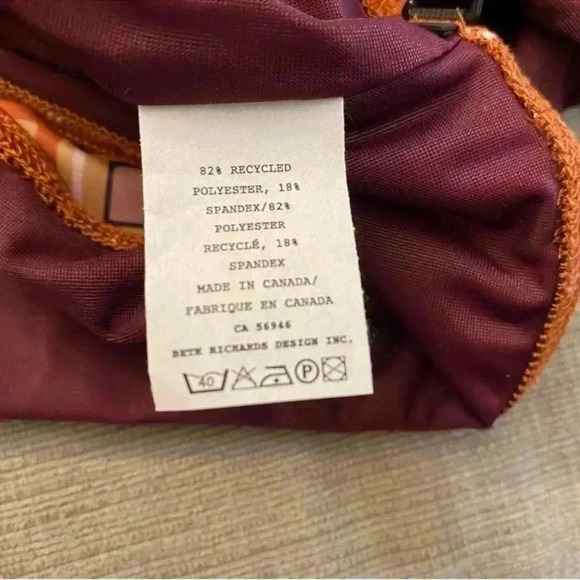 82% RECYCLED
POLYESTER, 18%
SPANDEX/82%
POLYESTER
RECYCLÉ, 18%
SPANDEX
MADE IN CANADA/
FABRIQUE EN CANADA
CA 56946
BETH RICHARDS DESIGN INC.
40 P